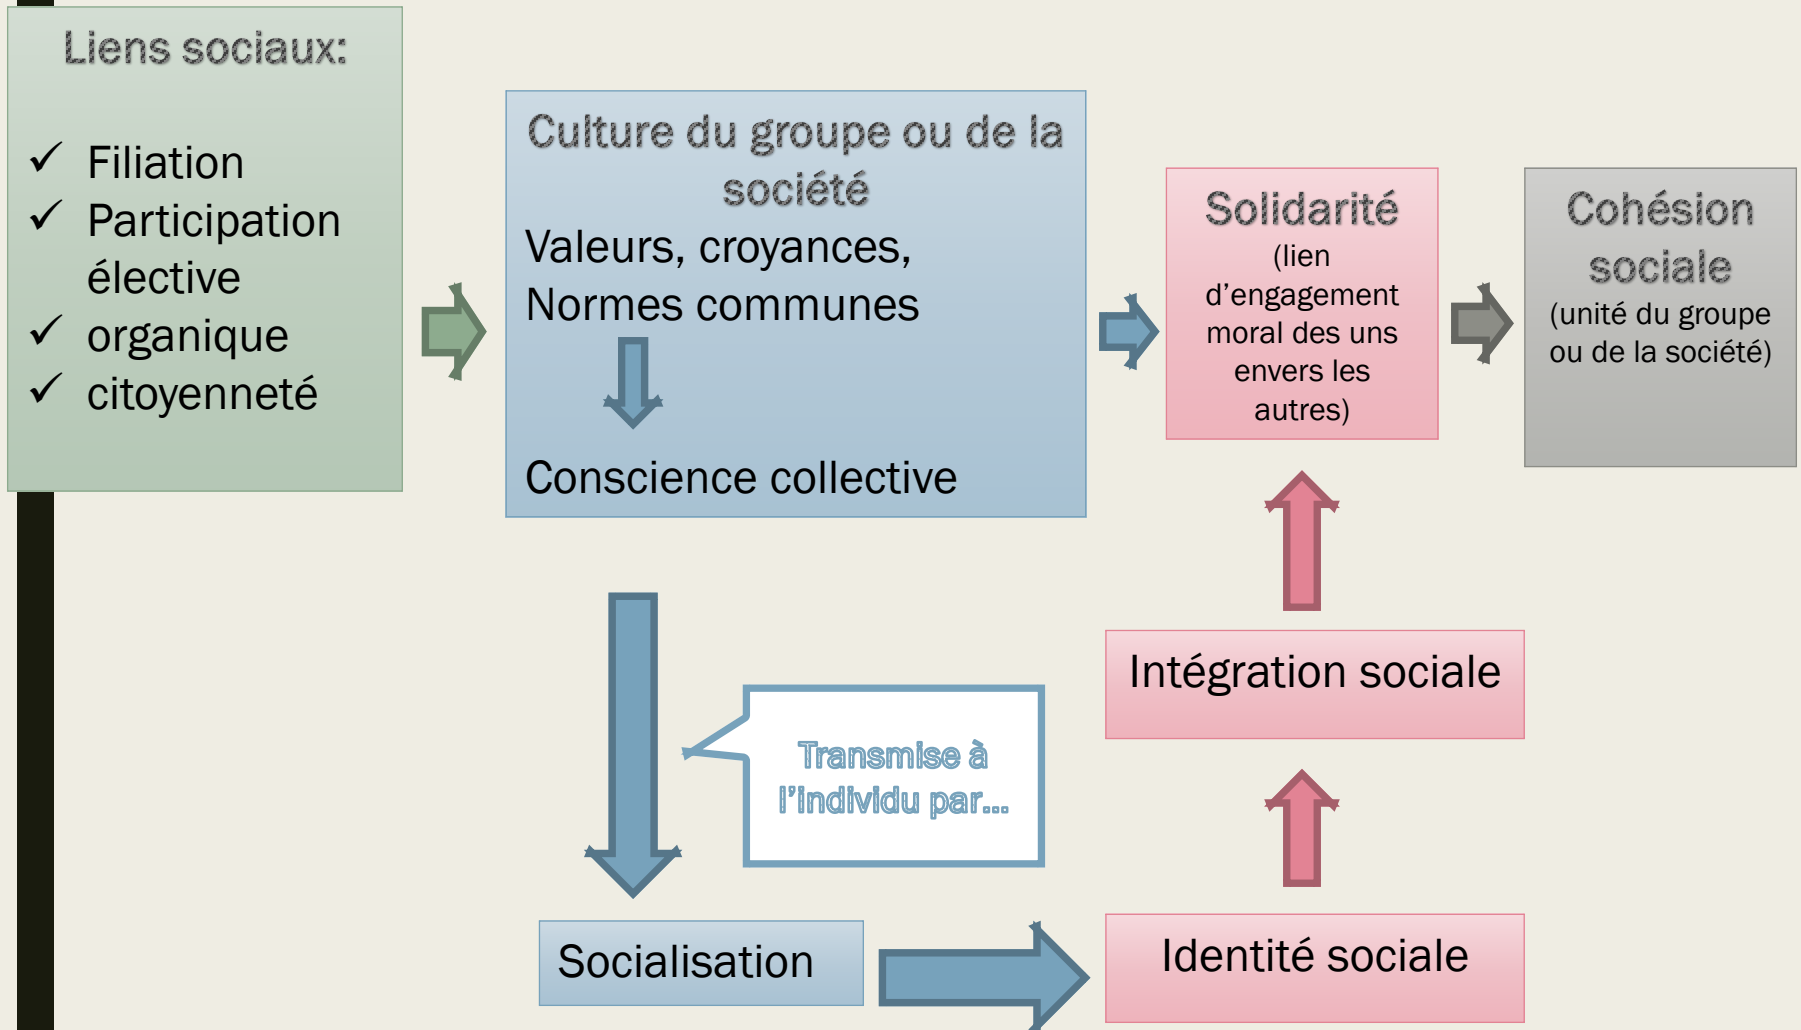 Liens sociaux:
✓ Filiation
✓ Participation
élective
✓ organique
✓ citoyenneté
Culture du groupe ou de la
société
Valeurs, croyances,
Normes communes
Conscience collective
Solidarité
(lien
d’engagement
moral des uns
envers les
autres)
Cohésion
sociale
(unité du groupe
ou de la société)
Transmise à
l’individu par...
Socialisation
Identité sociale
Intégration sociale